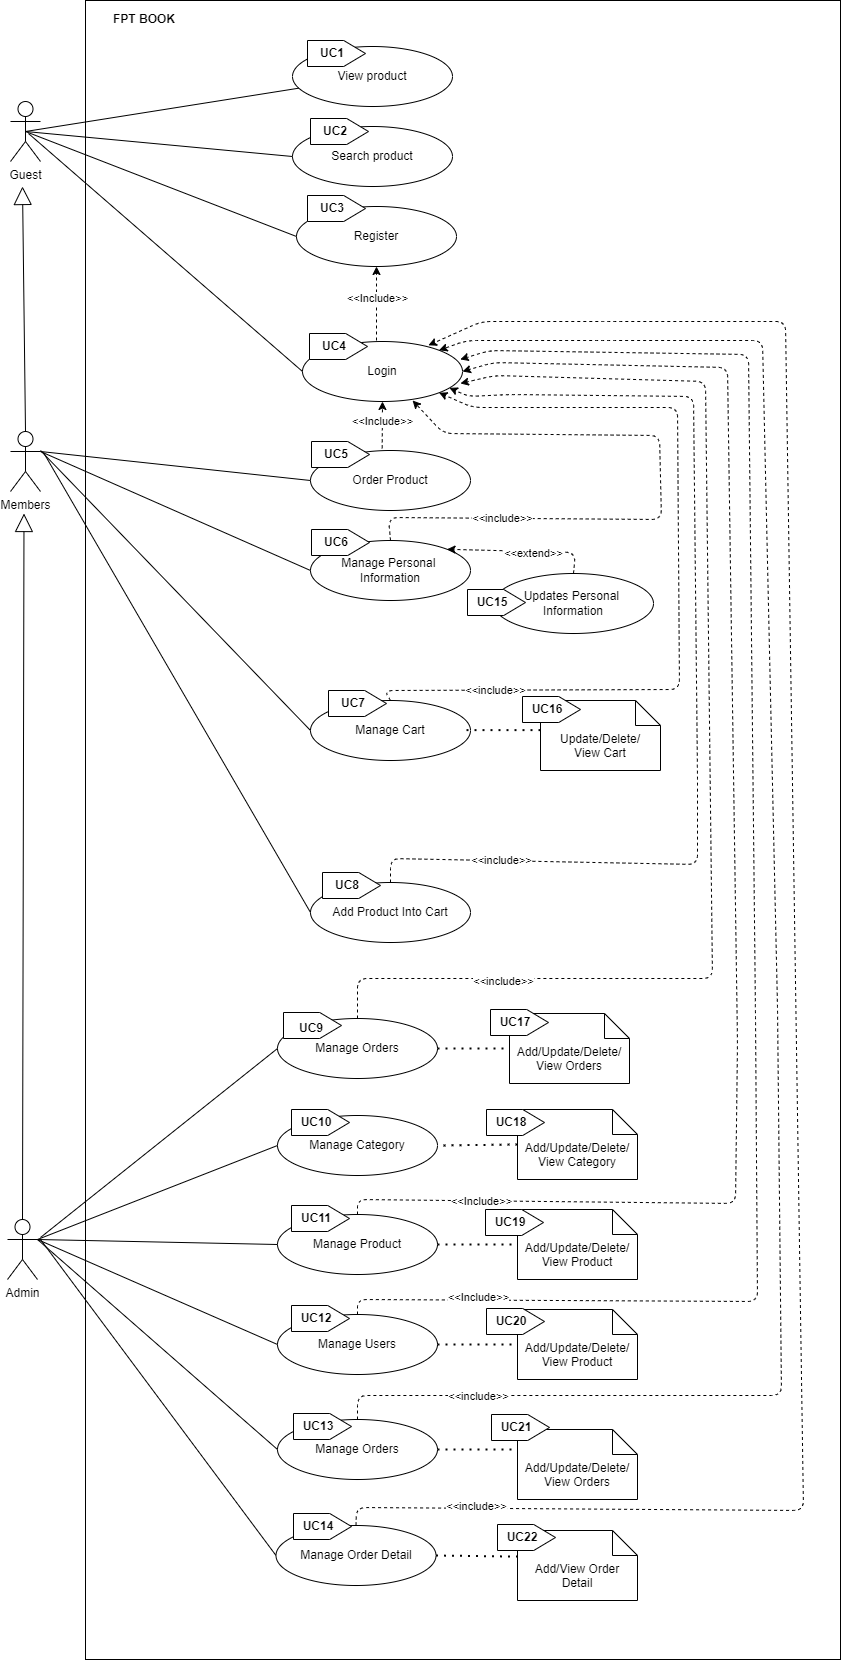 FPT BOOK
UC1
View product
UC2
Search product
Guest
UC3
Register
<<Include>>
UC4
Login
<<Include>>
UC5
Order Product
Members
<<include>>
UC6
Manage Personal
Information
<<extend>>
UC15
Updates Personal
Information
<<include>>
UC7
Manage Cart
UC16
Update/Delete/
View Cart
<<include>>
UC8
Add Product Into Cart
<<include>>
UC9
Manage Orders
UC17
Add/Update/Delete/
View Orders
UC10
Manage Category
UC18
Add/Update/Delete/
View Category
<<Include>>
UC11
Manage Product
UC19
Add/Update/Delete/
View Product
Admin
<<Include>>
UC12
Manage Users
UC20
Add/Update/Delete/
View Product
<<include>>
UC13
Manage Orders
UC21
Add/Update/Delete/
View Orders
<<include>>
UC14
Manage Order Detail
UC22
Add/View Order
Detail